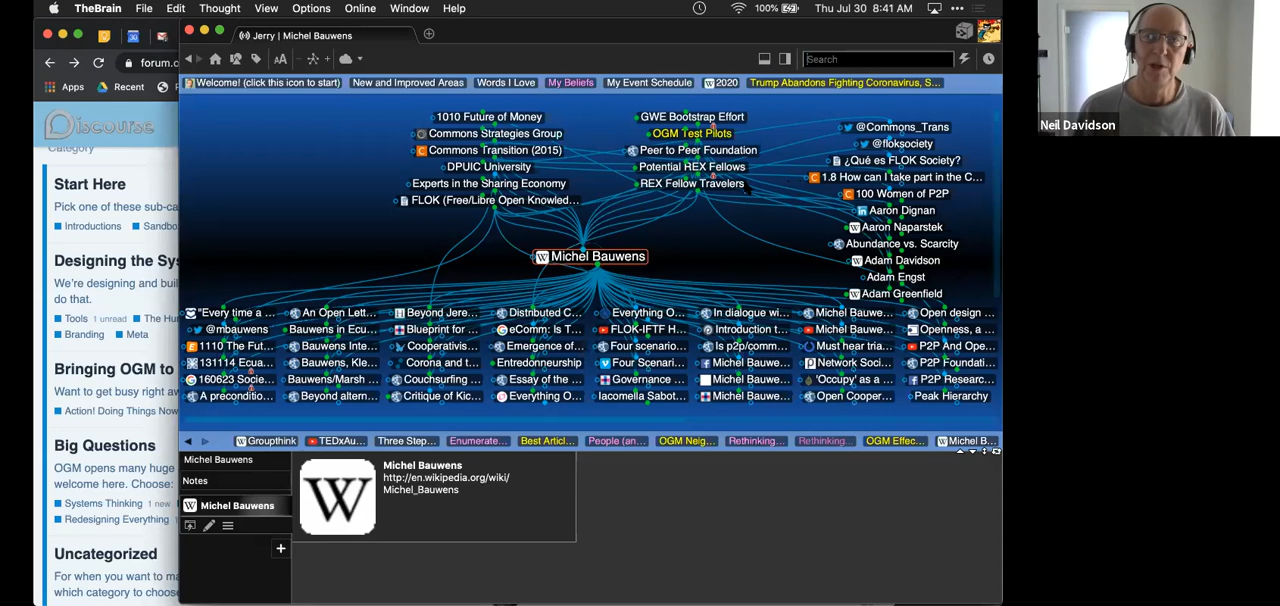 TheBrain File Edit Thought View Options Online Window Help 100% Thu Jul 30 8:41 AM
Jerry | Michel Bauwens
forum.o
Apps Recent
AA Search
Welcome! (click this icon to start) New and Improved Areas Words I Love My Beliefs My Event Schedule 2020 Trump Abandons Fighting Coronavirus, S...
Discourse
Category
Start Here
Pick one of these sub-ca
Introductions Sandbo
Designing the Sy
We're designing and buil
do that.
Tools 1 unread The Hu
Branding Meta
Bringing OGM to
Want to get busy right aw
Action! Doing Things Now
Big Questions
OGM opens many huge
welcome here. Choose:
Systems Thinking 1 new
Redesigning Everything
Uncategorized
For when you want to ma
which category to choose
1010 Future of Money
Commons Strategies Group
Commons Transition (2015)
DPUIC University
Experts in the Sharing Economy
FLOK (Free/Libre Open Knowled...
GWE Bootstrap Effort
OGM Test Pilots
Peer to Peer Foundation
Potential REX Fellows
REX Fellow Travelers
@Commons_Trans
@floksociety
¿Qué es FLOK Society?
1.8 How can I take part in the C...
100 Women of P2P
Aaron Dignan
Aaron Naparstek
Abundance vs. Scarcity
Adam Davidson
Adam Engst
Adam Greenfield
Michel Bauwens
"Every time a ... An Open Lett... Beyond Jere... Distributed C... Everything O... In dialogue wi... Michel Bauwe... Open design ...
@mbauwens Bauwens in Ecu... Blueprint for ... eComm: Is T... FLOK-IFTF H... Introduction t... Michel Bauwe... Openness, a ...
1110 The Fut... Bauwens Inte... Cooperativis... Emergence of... Four scenario... Is p2p/comm... Must hear tria... P2P And Ope...
131114 Ecua... Bauwens, Kle... Corona and t... Entredonneurship Four Scenari... Michel Bauwe... Network Soci... P2P Foundati...
160623 Socie... Bauwens/Marsh ... Couchsurfing ... Essay of the ... Governance ... Michel Bauwe... 'Occupy' as a ... P2P Researc...
A preconditio... Beyond altern... Critique of Kic... Everything O... Iacomella Sabot... Michel Bauwe... Open Cooper... Peak Hierarchy
Groupthink TEDxAu... Three Step... Enumerate... Best Articl... People (an... OGM Neig... Rethinking... Rethinking... OGM Effec... Michel B...
Michel Bauwens
Notes
Michel Bauwens
W
Michel Bauwens
http://en.wikipedia.org/wiki/
Michel_Bauwens
Neil Davidson